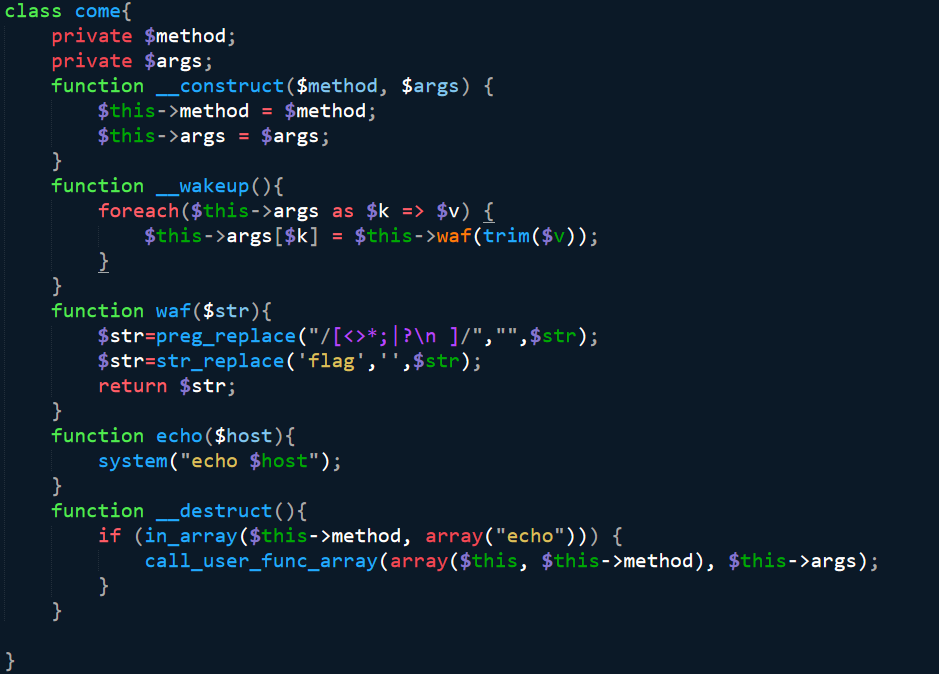 class come{
    private $method;
    private $args;
    function __construct($method, $args) {
        $this->method = $method;
        $this->args = $args;
    }
    function __wakeup(){
        foreach($this->args as $k => $v) {
            $this->args[$k] = $this->waf(trim($v));
        }
    }
    function waf($str){
        $str=preg_replace("/[<>*;|?\n ]/","",$str);
        $str=str_replace('flag','',$str);
        return $str;
    }
    function echo($host){
        system("echo $host");
    }
    function __destruct(){
        if (in_array($this->method, array("echo"))) {
            call_user_func_array(array($this, $this->method), $this->args);
        }
    }

}